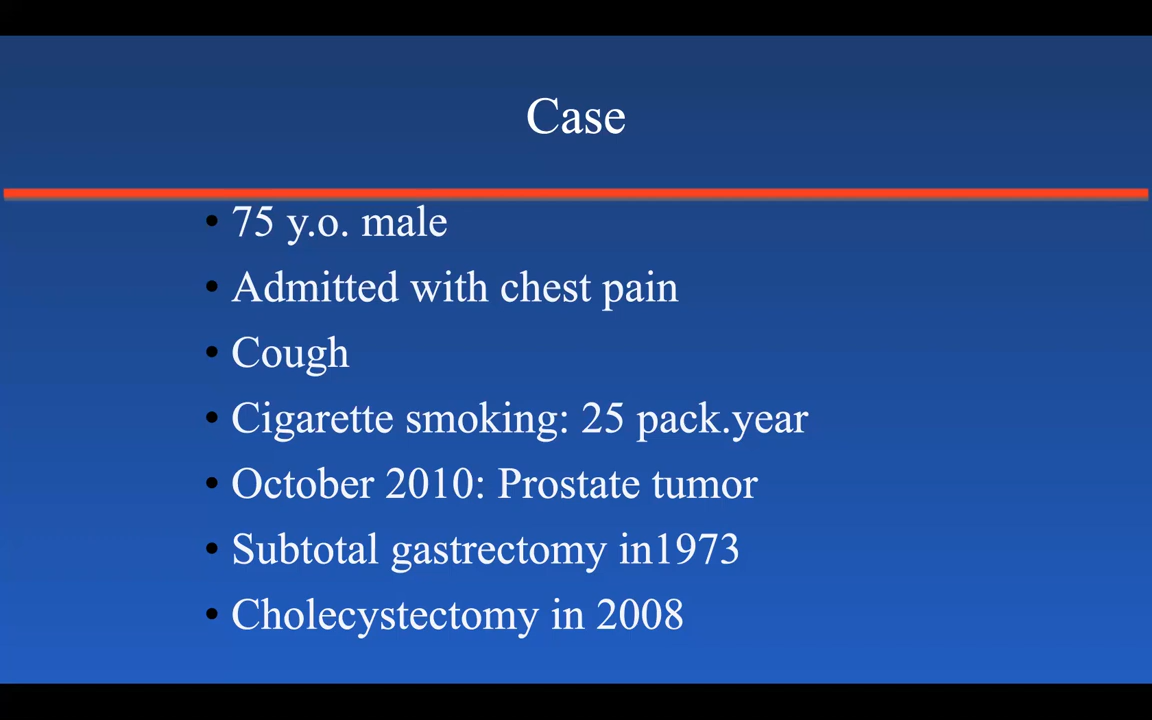 Case
• 75 y.o. male
• Admitted with chest pain
• Cough
• Cigarette smoking: 25 pack.year
• October 2010: Prostate tumor
• Subtotal gastrectomy in1973
• Cholecystectomy in 2008